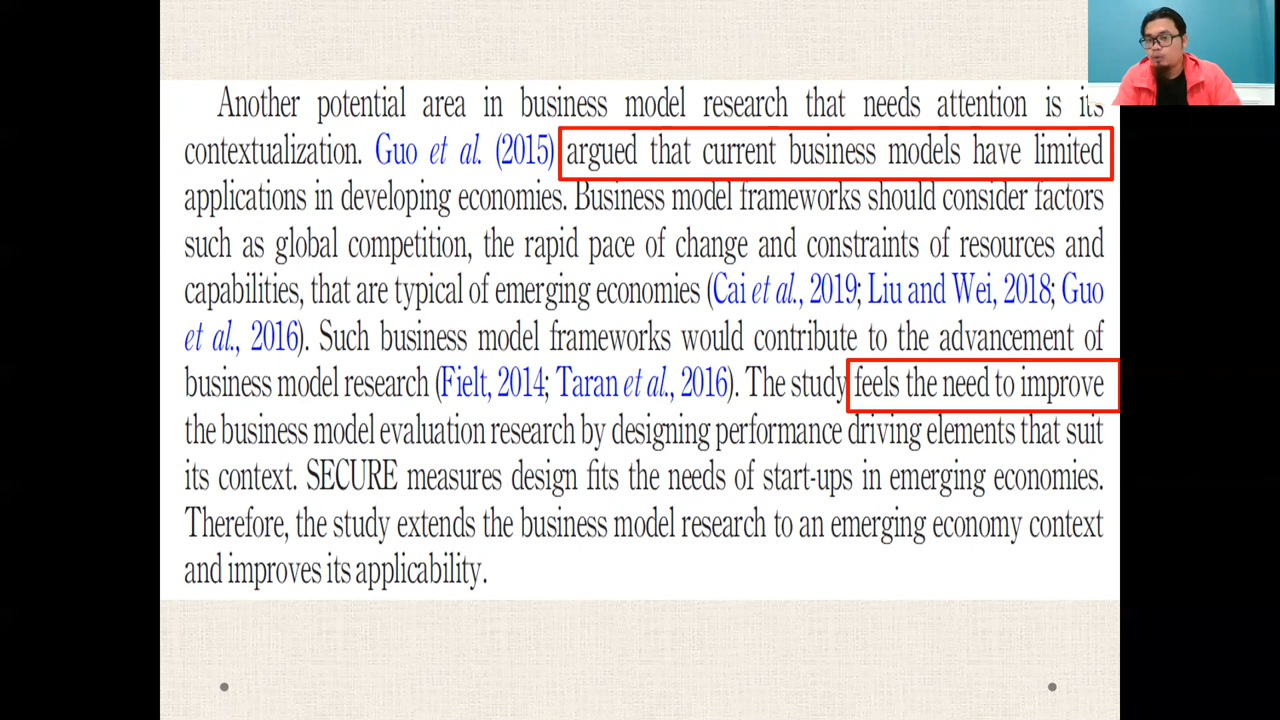 Another potential area in business model research that needs attention is its
contextualization. Guo et al. (2015) argued that current business models have limited
applications in developing economies. Business model frameworks should consider factors
such as global competition, the rapid pace of change and constraints of resources and
capabilities, that are typical of emerging economies (Cai et al., 2019; Liu and Wei, 2018; Guo
et al., 2016). Such business model frameworks would contribute to the advancement of
business model research (Fielt, 2014; Taran et al., 2016). The study feels the need to improve
the business model evaluation research by designing performance driving elements that suit
its context. SECURE measures design fits the needs of start-ups in emerging economies.
Therefore, the study extends the business model research to an emerging economy context
and improves its applicability.